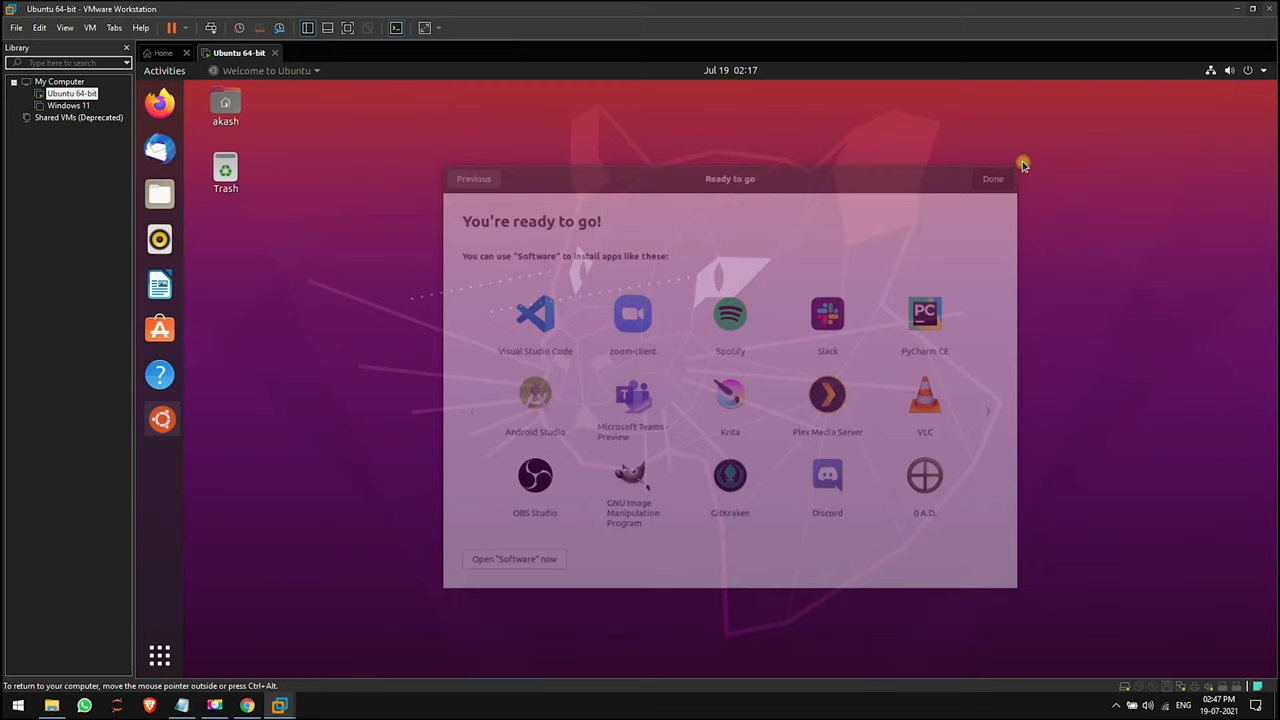 Ubuntu 64-bit - VMware Workstation
File Edit View VM Tabs Help
Library
Type here to search
My Computer
Ubuntu 64-bit
Windows 11
Shared VMs (Deprecated)
Home
Ubuntu 64-bit
Activities
Welcome to Ubuntu
Jul 19 02:17
akash
Trash
Previous
Ready to go
Done
You're ready to go!
You can use "Software" to install apps like these:
Visual Studio Code
zoom-client
Spotify
Slack
PC
PyCharm CE
Android Studio
T
Microsoft Teams -
Preview
Krita
Plex Media Server
VLC
OBS Studio
GNU Image
Manipulation
Program
GitKraken
Discord
0 A.D.
Open "Software" now
To return to your computer, move the mouse pointer outside or press Ctrl+Alt.
ENG
02:47 PM
19-07-2021